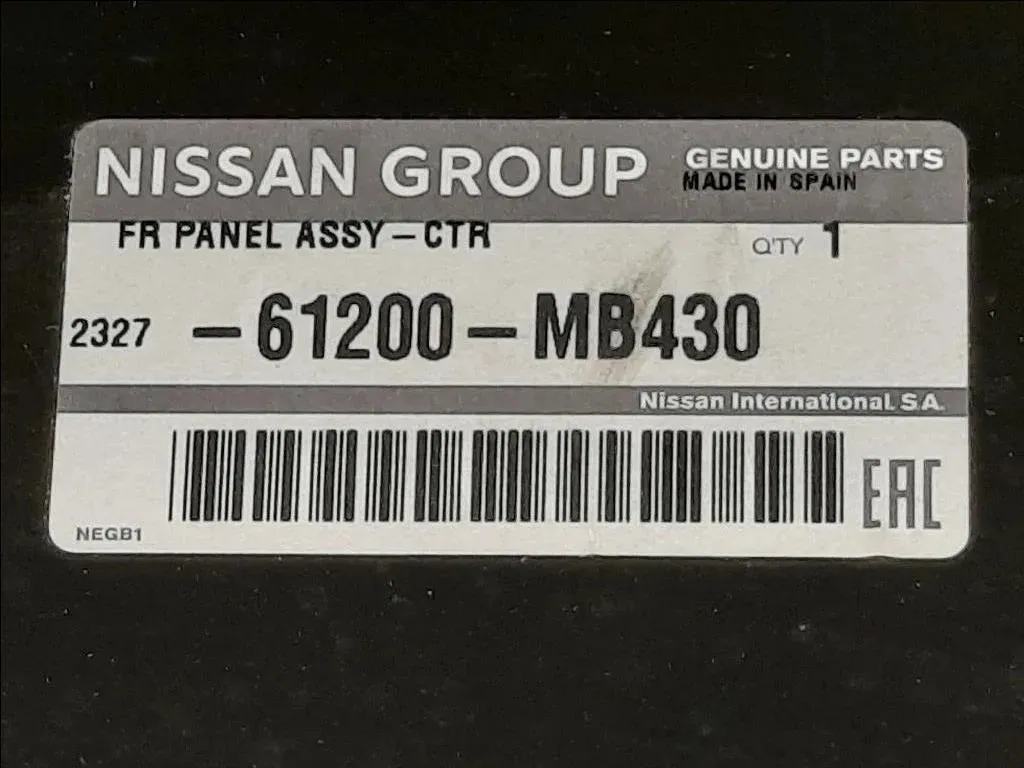 NISSAN GROUP
GENUINE PARTS
MADE IN SPAIN
FR PANEL ASSY-CTR
Q'TY 1
2327 -61200-MB430
Nissan International. S.A.
EAC
NEGB1